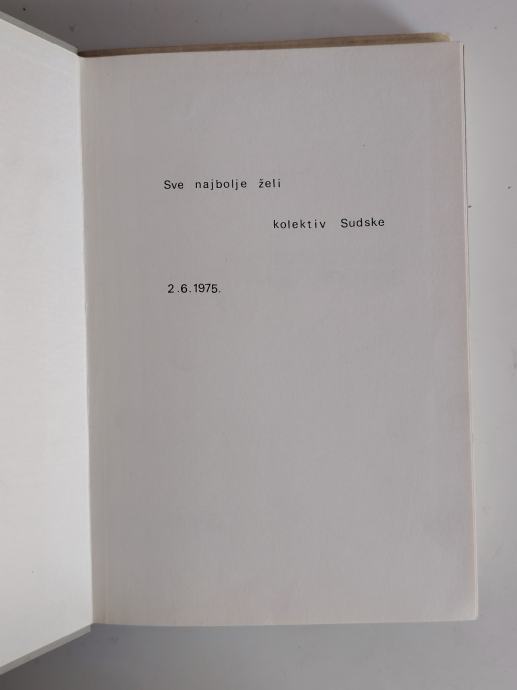 Sve najbolje želi
kolektiv Sudske
2.6.1975.